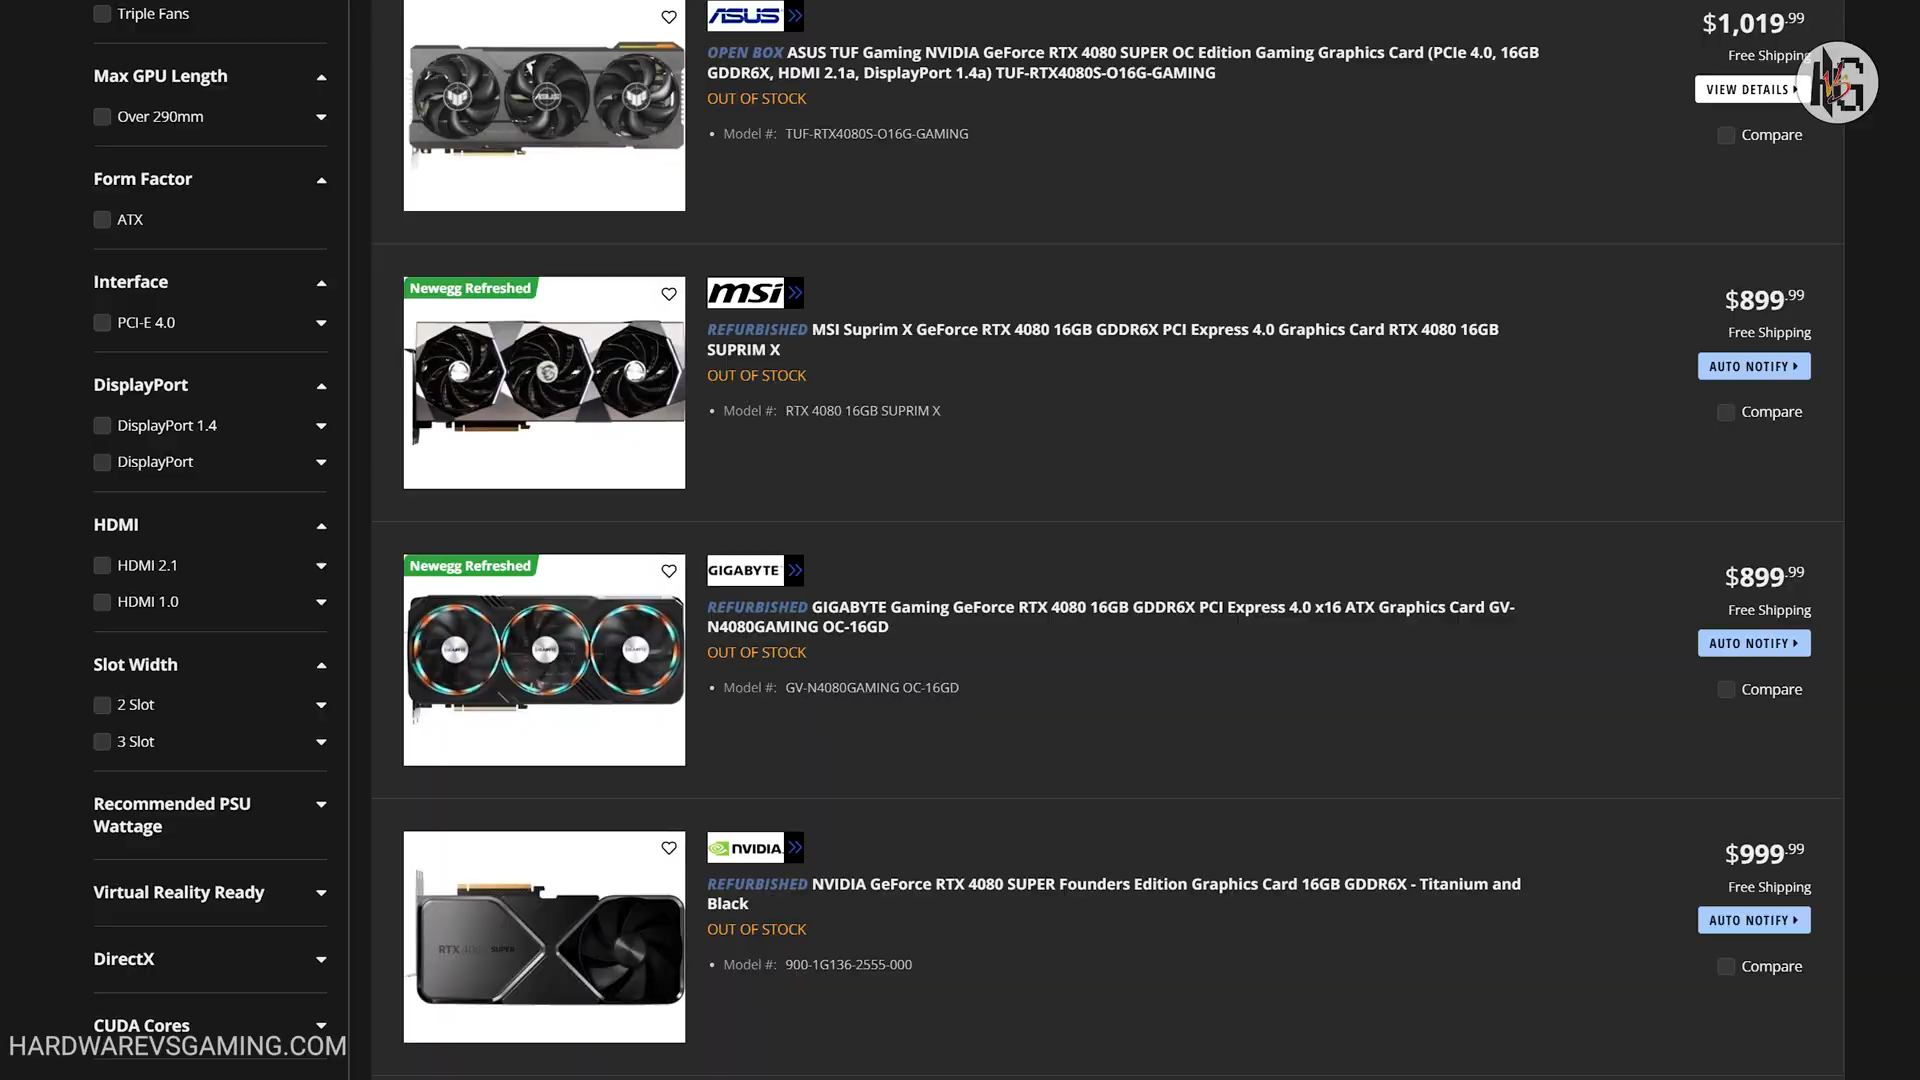 Triple Fans
Max GPU Length
Over 290mm
Form Factor
ATX
Interface
PCI-E 4.0
DisplayPort
DisplayPort 1.4
DisplayPort
HDMI
HDMI 2.1
HDMI 1.0
Slot Width
2 Slot
3 Slot
Recommended PSU
Wattage
Virtual Reality Ready
DirectX
CUDA Cores
HARDWAREVSGAMING.COM
ASUS
OPEN BOX ASUS TUF Gaming NVIDIA GeForce RTX 4080 SUPER OC Edition Gaming Graphics Card (PCIe 4.0, 16GB
GDDR6X, HDMI 2.1a, DisplayPort 1.4a) TUF-RTX4080S-O16G-GAMING
OUT OF STOCK
• Model #: TUF-RTX4080S-O16G-GAMING
$1,019.99
Free Shipping
VIEW DETAILS
Compare
Newegg Refreshed
msi
REFURBISHED MSI Suprim X GeForce RTX 4080 16GB GDDR6X PCI Express 4.0 Graphics Card RTX 4080 16GB
SUPRIM X
OUT OF STOCK
• Model #: RTX 4080 16GB SUPRIM X
$899.99
Free Shipping
AUTO NOTIFY
Compare
Newegg Refreshed
GIGABYTE
REFURBISHED GIGABYTE Gaming GeForce RTX 4080 16GB GDDR6X PCI Express 4.0 x16 ATX Graphics Card GV-
N4080GAMING OC-16GD
OUT OF STOCK
• Model #: GV-N4080GAMING OC-16GD
$899.99
Free Shipping
AUTO NOTIFY
Compare
NVIDIA
REFURBISHED NVIDIA GeForce RTX 4080 SUPER Founders Edition Graphics Card 16GB GDDR6X - Titanium and
Black
OUT OF STOCK
• Model #: 900-1G136-2555-000
$999.99
Free Shipping
AUTO NOTIFY
Compare